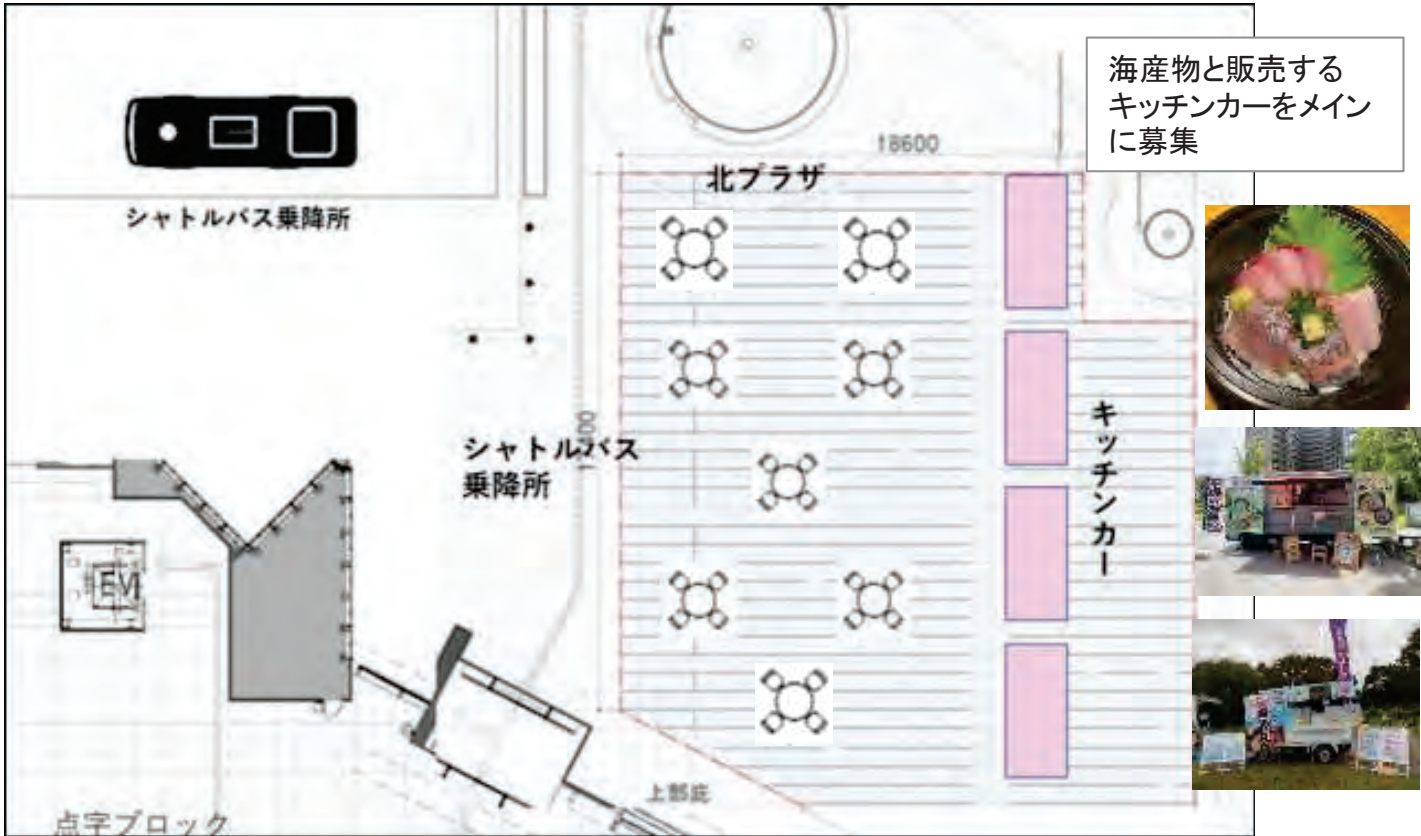 海産物と販売する
キッチンカーをメイン
に募集
18600
北プラザ
シャトルバス乗降所
シャトルバス
乗降所
キッチンカー
EV
上部庇
点字ブロック